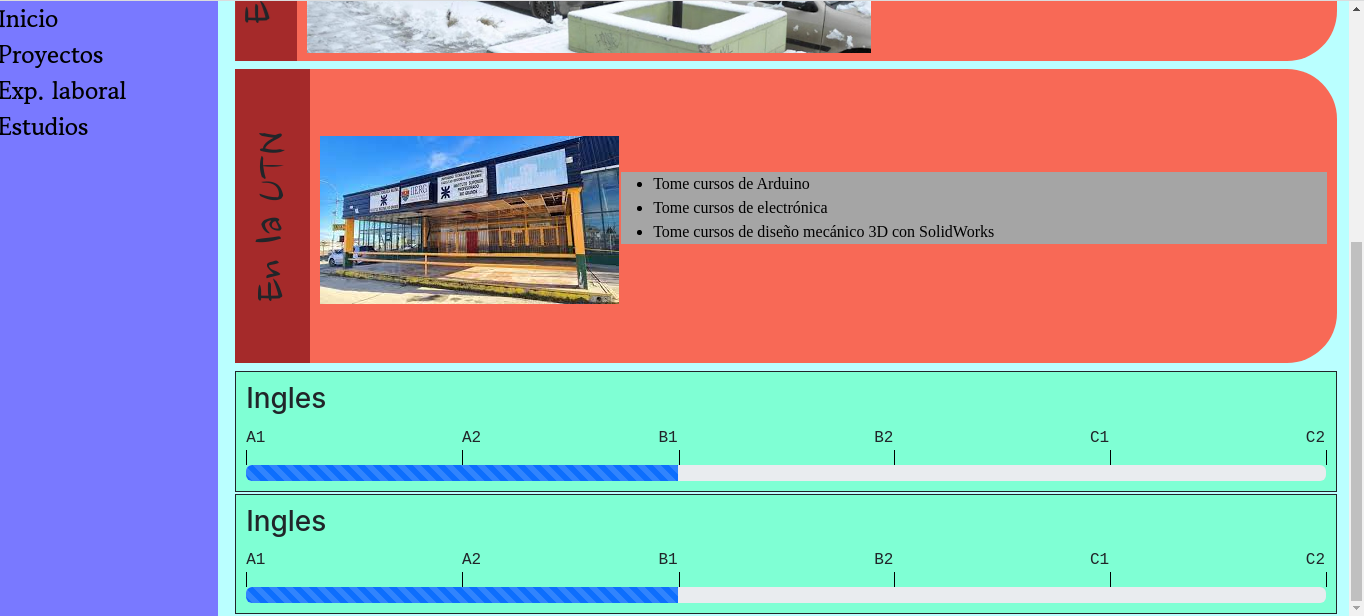 Inicio
Proyectos
Exp. laboral
Estudios
En la UTN
IIERG
Tome cursos de Arduino
Tome cursos de electrónica
Tome cursos de diseño mecánico 3D con SolidWorks
Ingles
A1 A2 B1 B2 C1 C2
Ingles
A1 A2 B1 B2 C1 C2